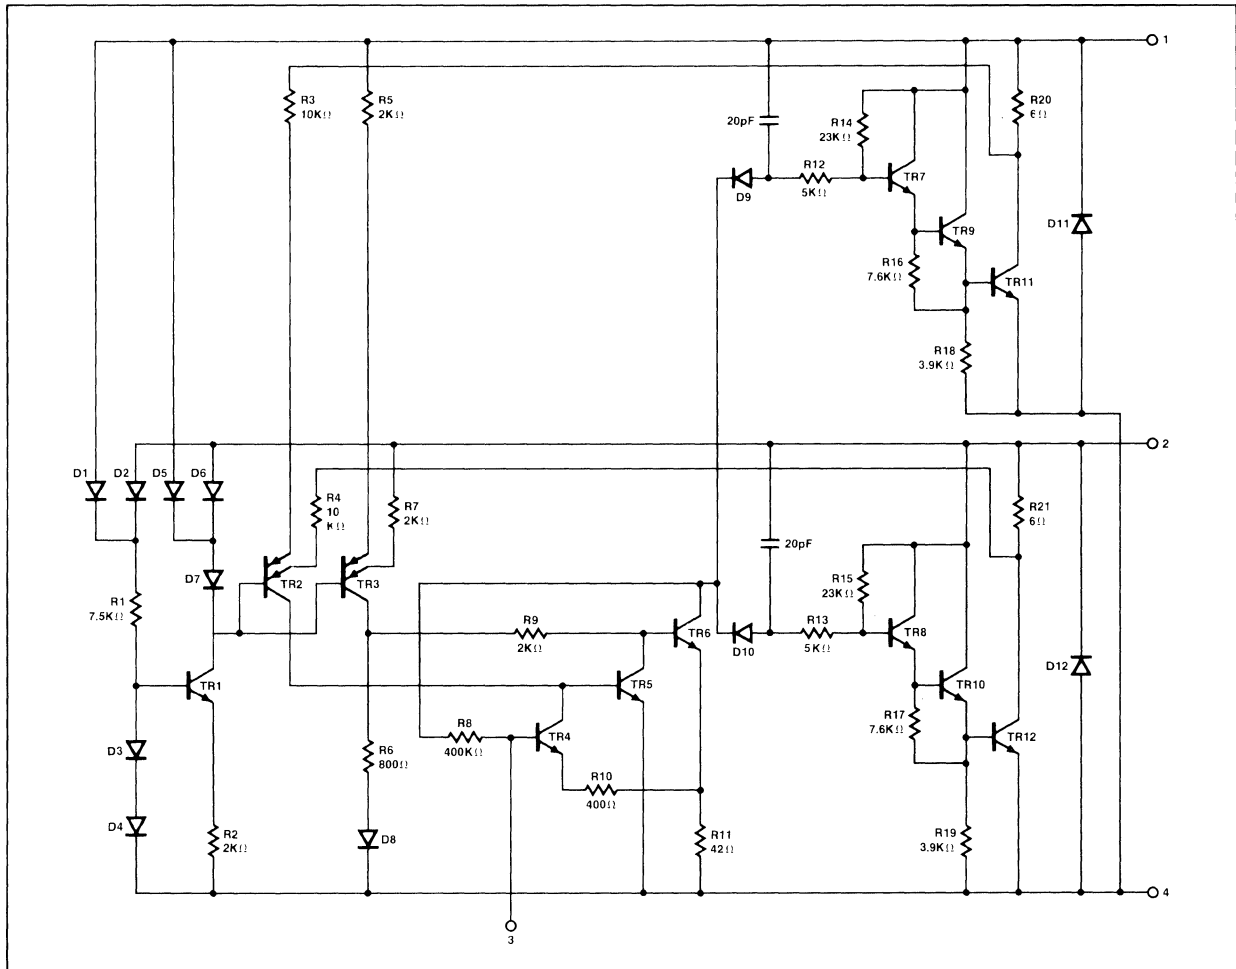 1
R3
10KΩ
R5
2KΩ
R20
6Ω
20pF
R14
23KΩ
R12
5KΩ
D9
TR7
TR9
D11
R16
7.6KΩ
TR11
R18
3.9KΩ
2
D1
D2
D5
D6
R4
10
KΩ
R7
2KΩ
R21
6Ω
20pF
D7
TR2
TR3
R15
23KΩ
R1
7.5KΩ
R9
2KΩ
TR6
D10
R13
5KΩ
TR8
D12
TR1
TR5
TR10
R17
7.6KΩ
TR12
D3
R8
400KΩ
TR4
R6
800Ω
R10
400Ω
D4
R2
2KΩ
D8
R11
42Ω
R19
3.9KΩ
4
3